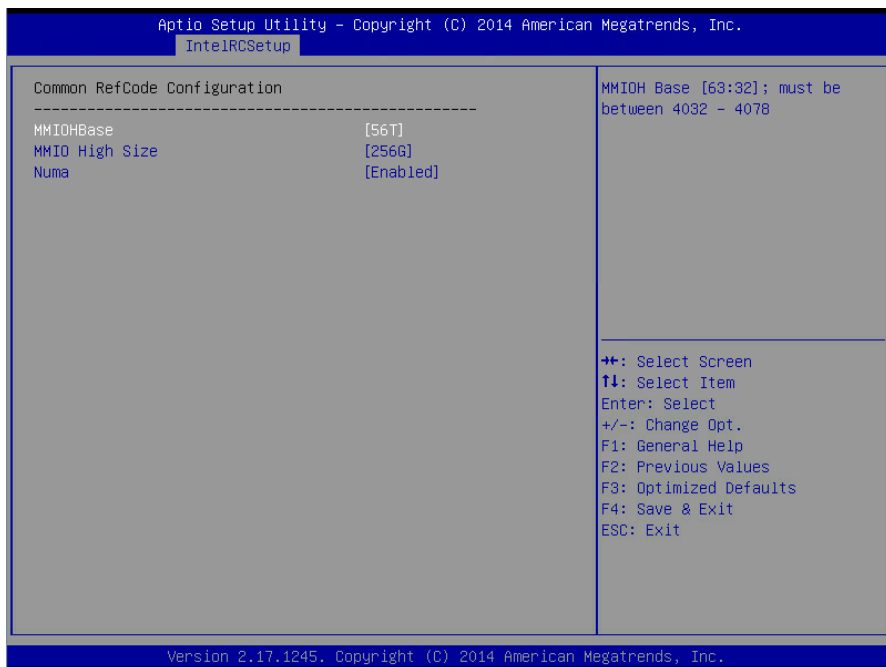 Aptio Setup Utility – Copyright (C) 2014 American Megatrends, Inc.
IntelRCSetup
Common RefCode Configuration
--------------------------------------------------
MMIOHBase [56T]
MMIO High Size [256G]
Numa [Enabled]
MMIOH Base [63:32]; must be
between 4032 - 4078
→←: Select Screen
↑↓: Select Item
Enter: Select
+/-: Change Opt.
F1: General Help
F2: Previous Values
F3: Optimized Defaults
F4: Save & Exit
ESC: Exit
Version 2.17.1245. Copyright (C) 2014 American Megatrends, Inc.